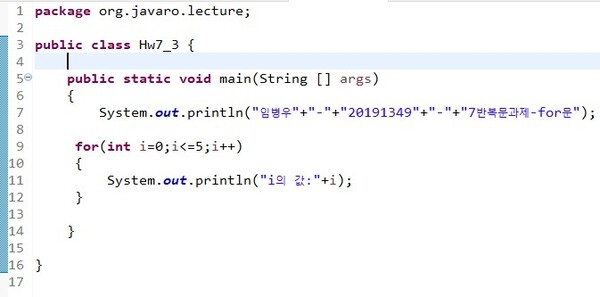 1 package org.javaro.lecture;
2
3 public class Hw7_3 {
4
5 public static void main(String [] args)
6 {
7 System.out.println("임병우"+"-"+"20191349"+"-"+"7반복문과제-for문");
8
9 for(int i=0;i<=5;i++)
10 {
11 System.out.println("i의 값:"+i);
12 }
13
14 }
15
16 }
17